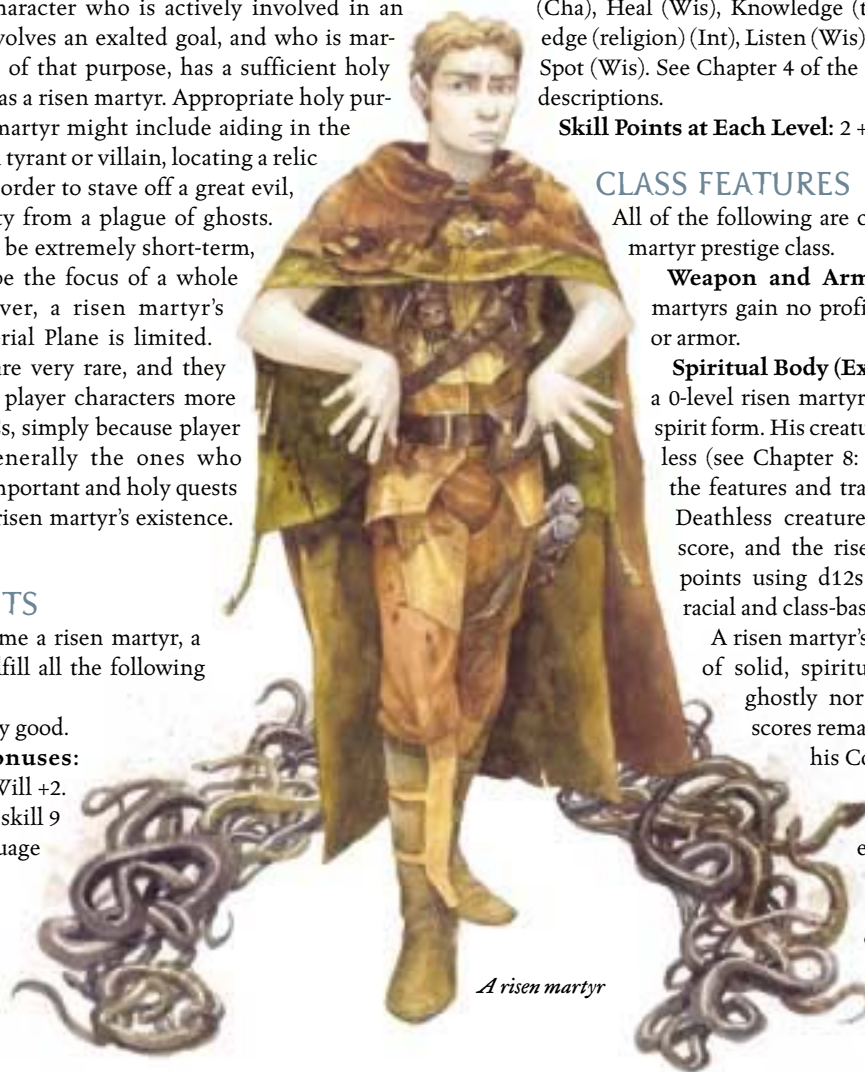 haracter who is actively involved in an
volves an exalted goal, and who is mar-
of that purpose, has a sufficient holy
as a risen martyr. Appropriate holy pur-
martyr might include aiding in the
tyrant or villain, locating a relic
order to stave off a great evil,
ty from a plague of ghosts.
be extremely short-term,
be the focus of a whole
ver, a risen martyr's
rial Plane is limited.
are very rare, and they
player characters more
s, simply because player
enerally the ones who
mportant and holy quests
risen martyr's existence.
TS
me a risen martyr, a
lfill all the following
y good.
onuses:
Will +2.
skill 9
uage
(Cha), Heal (Wis), Knowledge (t
edge (religion) (Int), Listen (Wis)
Spot (Wis). See Chapter 4 of the
descriptions.
Skill Points at Each Level: 2 +
CLASS FEATURES
All of the following are c
martyr prestige class.
Weapon and Arm
martyrs gain no profi
or armor.
Spiritual Body (Ex
a 0-level risen martyr
spirit form. His creatu
less (see Chapter 8:
the features and tra
Deathless creature
score, and the rise
points using d12s
racial and class-bas
A risen martyr's
of solid, spiritu
ghostly nor
scores rema
his Co
e
A risen martyr